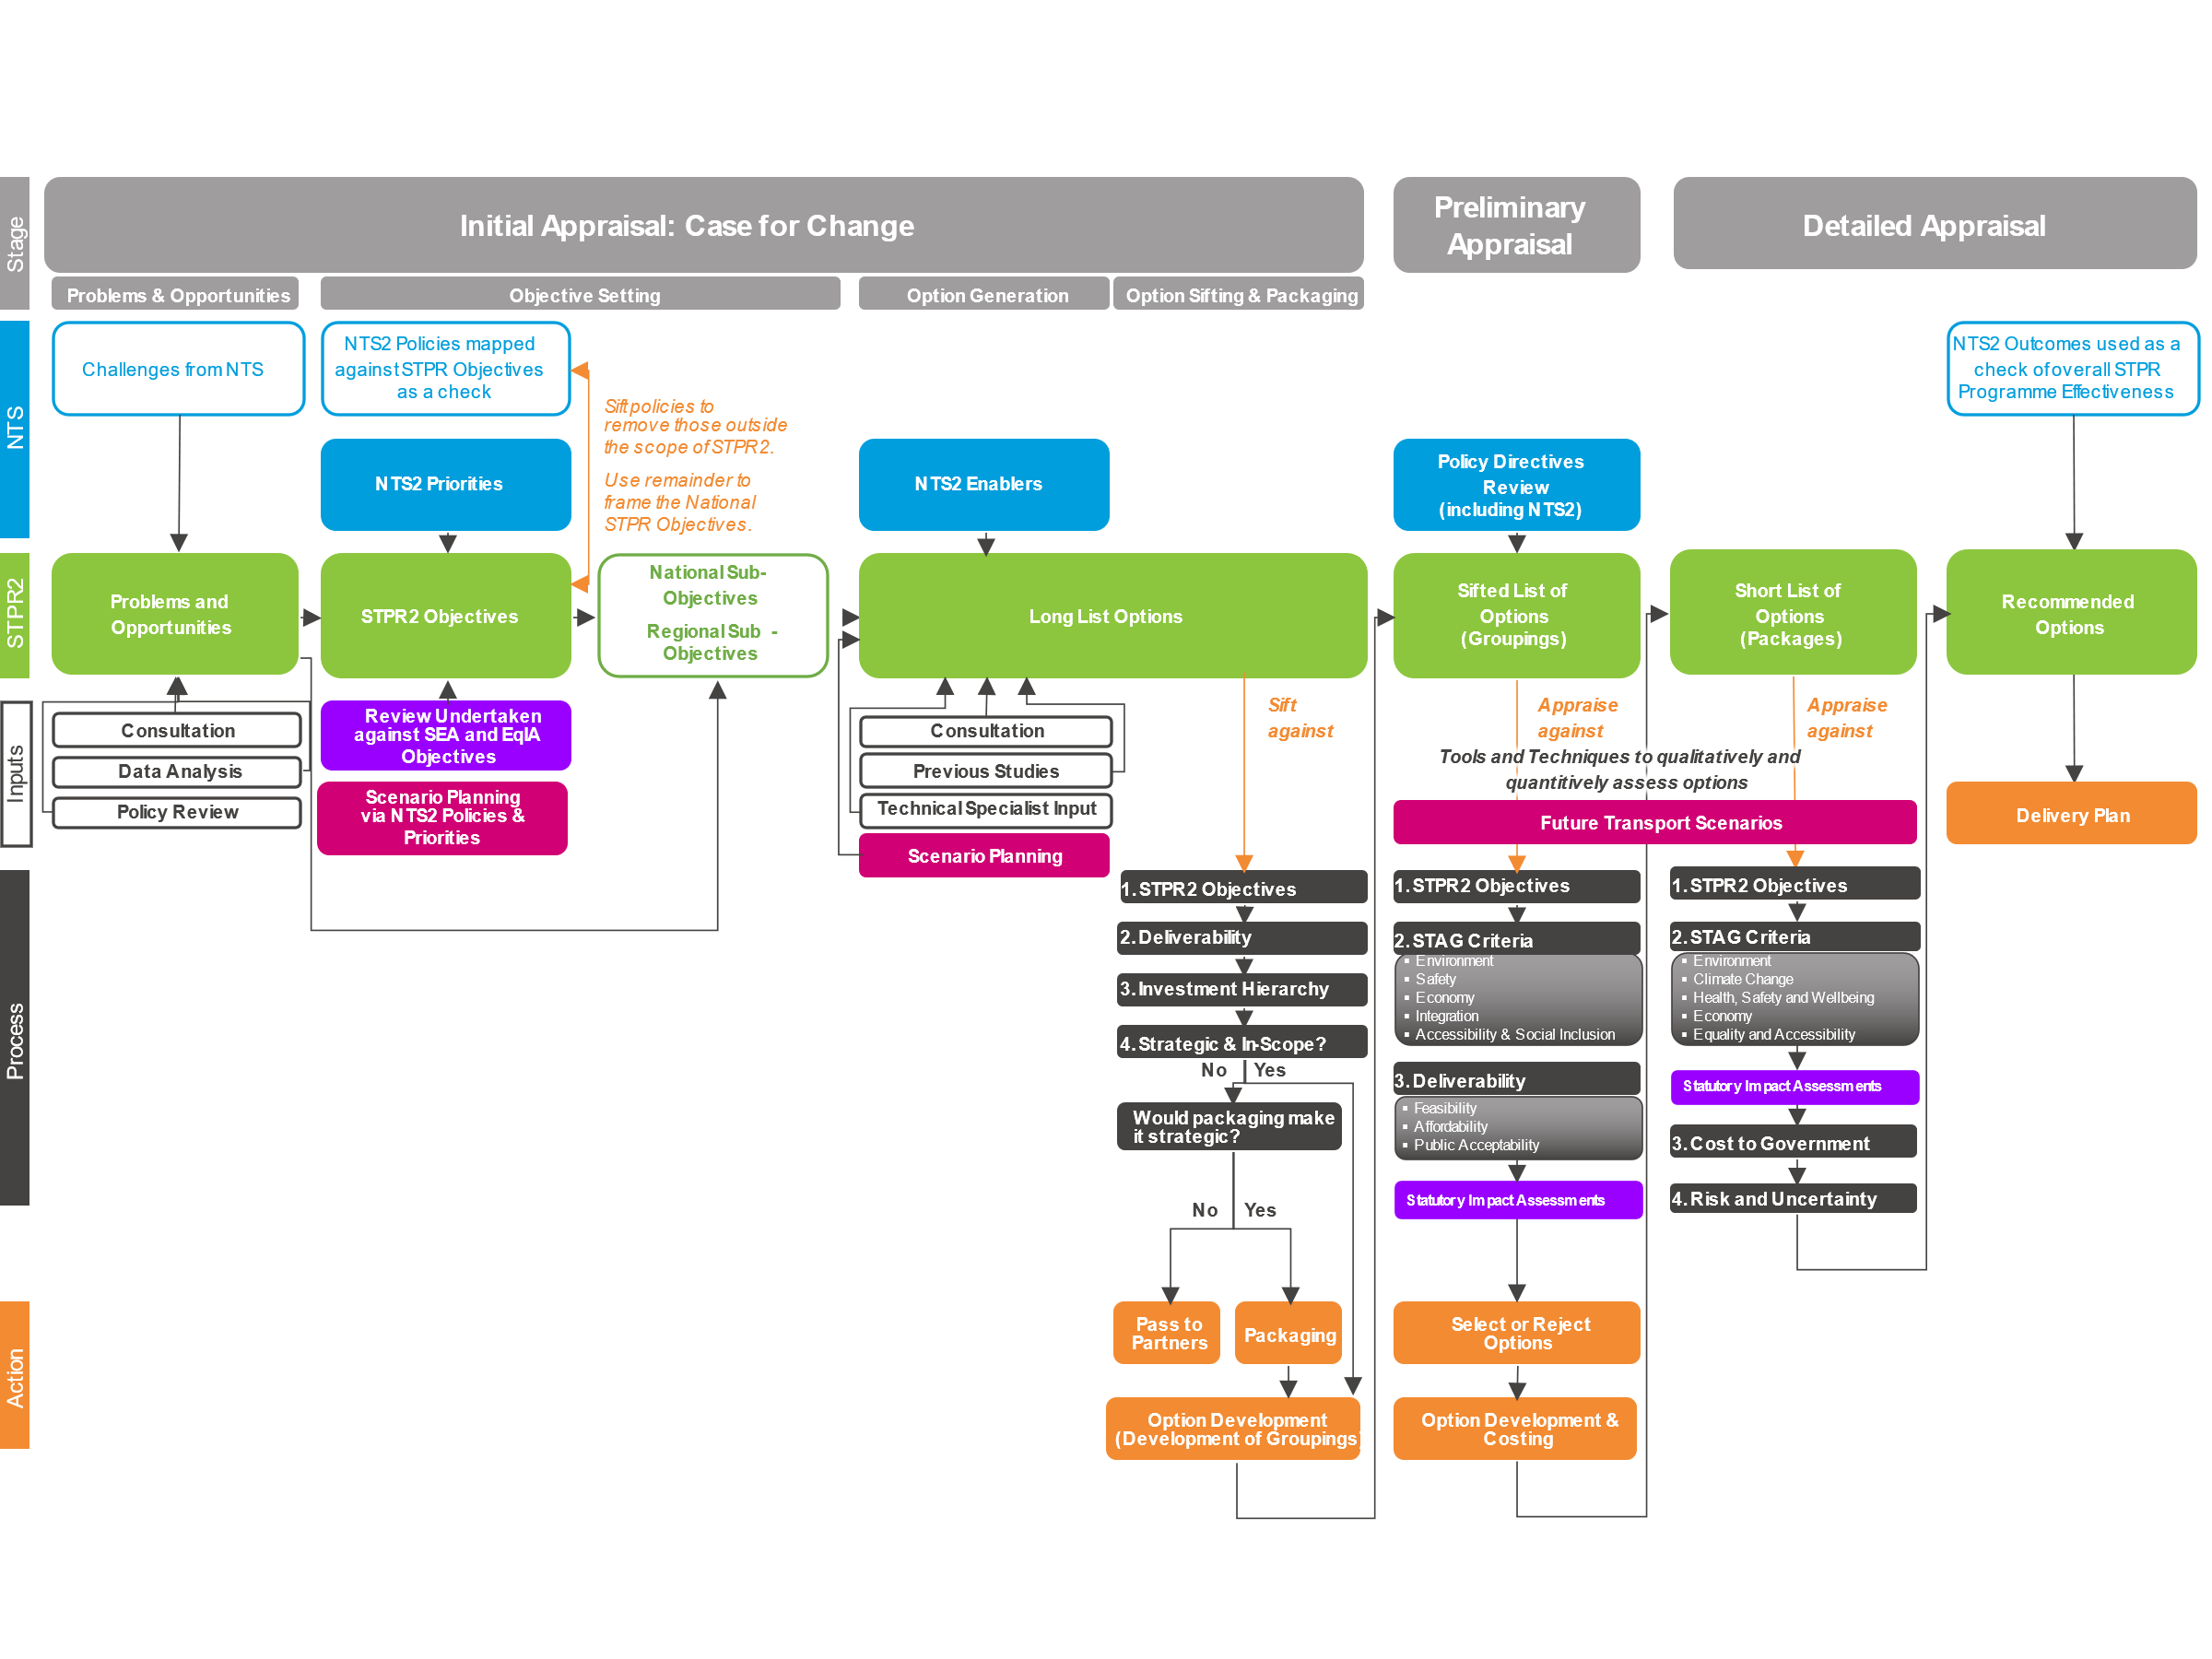 Stage
Initial Appraisal: Case for Change
Preliminary
Appraisal
Detailed Appraisal
Problems & Opportunities
Objective Setting
Option Generation
Option Sifting & Packaging
NTS
Challenges from NTS
NTS2 Policies mapped
against STPR Objectives
as a check
Sift policies to
remove those outside
the scope of STPR2.
Use remainder to
frame the National
STPR Objectives.
NTS2 Priorities
NTS2 Enablers
Policy Directives
Review
(including NTS2)
NTS2 Outcomes used as a
check of overall STPR
Programme Effectiveness
STPR2
Problems and
Opportunities
STPR2 Objectives
National Sub-
Objectives
Regional Sub -
Objectives
Long List Options
Sifted List of
Options
(Groupings)
Short List of
Options
(Packages)
Recommended
Options
Inputs
Consultation
Data Analysis
Policy Review
Review Undertaken
against SEA and EqIA
Objectives
Scenario Planning
via NTS2 Policies &
Priorities
Consultation
Previous Studies
Technical Specialist Input
Scenario Planning
Sift
against
Appraise
against
Appraise
against
Tools and Techniques to qualitatively and
quantitively assess options
Future Transport Scenarios
Delivery Plan
Process
1. STPR2 Objectives
2. Deliverability
3. Investment Hierarchy
4. Strategic & In-Scope?
No Yes
Would packaging make
it strategic?
No Yes
1. STPR2 Objectives
2. STAG Criteria
▪ Environment
▪ Safety
▪ Economy
▪ Integration
▪ Accessibility & Social Inclusion
3. Deliverability
▪ Feasibility
▪ Affordability
▪ Public Acceptability
Statutory Impact Assessments
1. STPR2 Objectives
2. STAG Criteria
▪ Environment
▪ Climate Change
▪ Health, Safety and Wellbeing
▪ Economy
▪ Equality and Accessibility
Statutory Impact Assessments
3. Cost to Government
4. Risk and Uncertainty
Action
Pass to
Partners
Packaging
Option Development
(Development of Groupings)
Select or Reject
Options
Option Development &
Costing